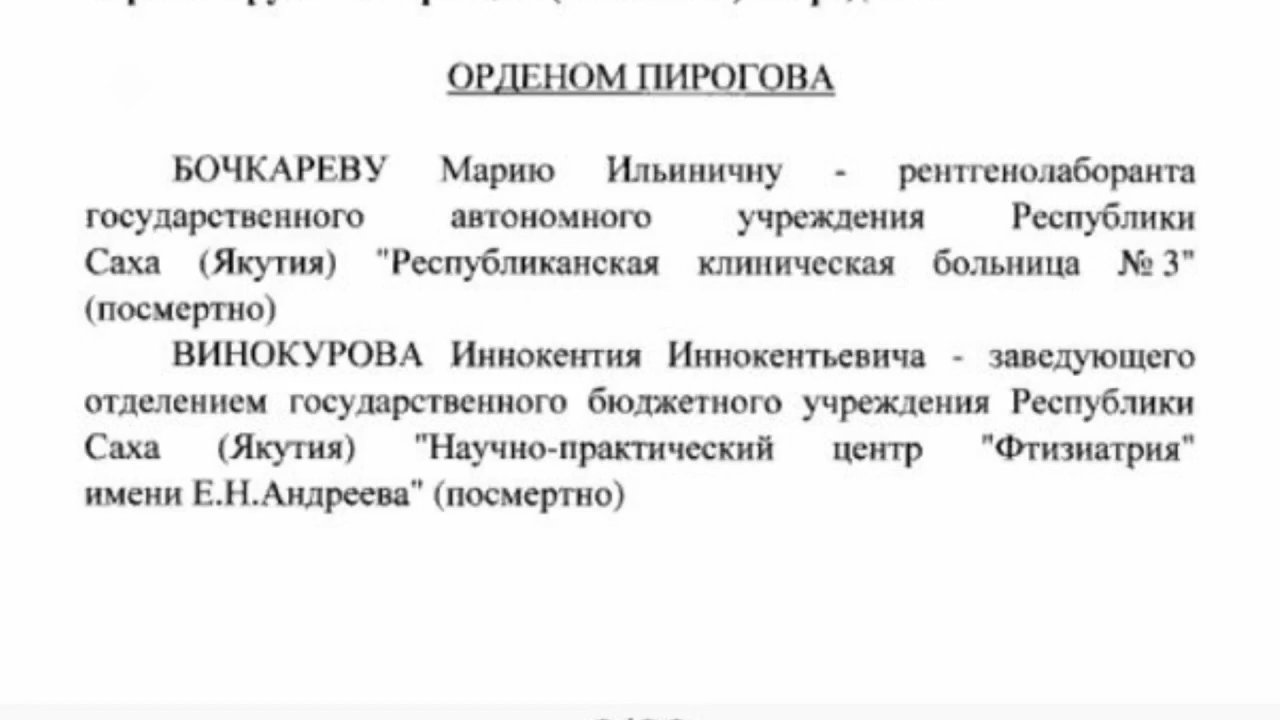 ОРДЕНОМ ПИРОГОВА
БОЧКАРЕВУ Марию Ильиничну - рентгенолаборанта
государственного автономного учреждения Республики
Саха (Якутия) "Республиканская клиническая больница № 3"
(посмертно)
ВИНОКУРОВА Иннокентия Иннокентьевича - заведующего
отделением государственного бюджетного учреждения Республики
Саха (Якутия) "Научно-практический центр "Фтизиатрия"
имени Е.Н.Андреева" (посмертно)